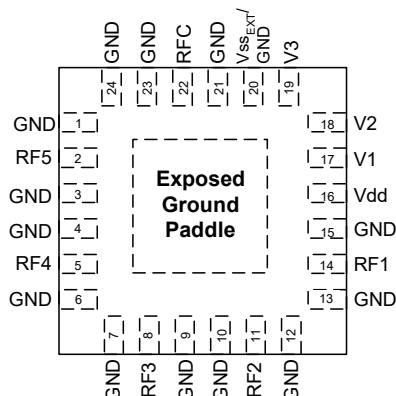 GND
GND
RFC
GND
VssEXT/
GND
V3
24
23
22
21
20
19
GND 1
RF5 2
GND 3
GND 4
RF4 5
GND 6
Exposed
Ground
Paddle
18 V2
17 V1
16 Vdd
15 GND
14 RF1
13 GND
7
8
9
10
11
12
GND
RF3
GND
GND
RF2
GND